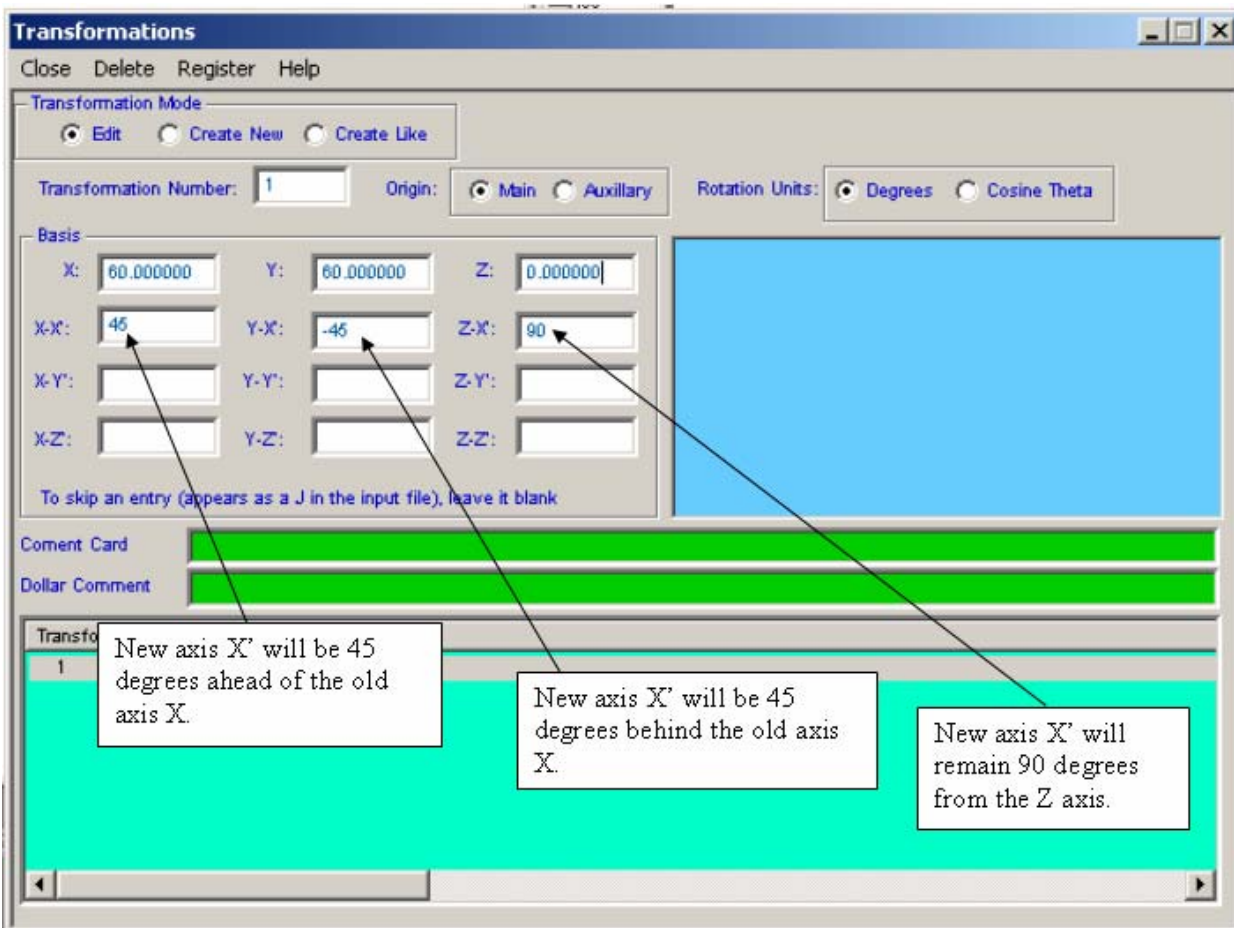 Transformations
Close Delete Register Help
Transformation Mode
Edit Create New Create Like
Transformation Number: 1 Origin: Main Auxillary Rotation Units: Degrees Cosine Theta
Basis
X: 60.000000 Y: 60.000000 Z: 0.000000
X-X': 45 Y-X': -45 Z-X': 90
X-Y': Y-Y': Z-Y':
X-Z': Y-Z': Z-Z':
To skip an entry (appears as a J in the input file), leave it blank
Coment Card
Dollar Comment
Transfo
1
New axis X’ will be 45
degrees ahead of the old
axis X.
New axis X’ will be 45
degrees behind the old axis
X.
New axis X’ will
remain 90 degrees
from the Z axis.